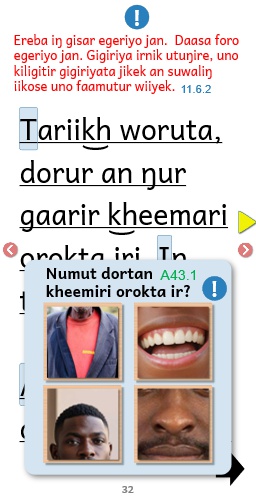 Ereba iŋ gisar egeriyo jan. Daasa foro
egeriyo jan. Gigiriya irnik utuŋire, uno
kiligitir gigiriyata jikek an suwaliŋ
iikose uno faamutur wiiyek. 11.6.2
Tariikh woruta,
dorur an ŋur
gaarir kheemari
orokta iri. In
Numut dortan A43.1
kheemiri orokta ir?
32